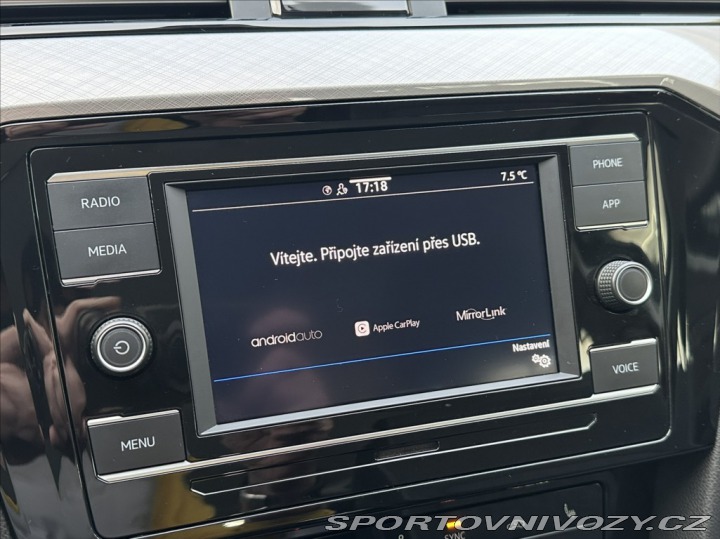 RADIO
MEDIA
MENU
PHONE
APP
VOICE
17:18
7.5 °C
Vítejte. Připojte zařízení přes USB.
androidauto
Apple CarPlay
MirrorLink
Nastavení
SYNC
SPORTOVNIVOZY.CZ